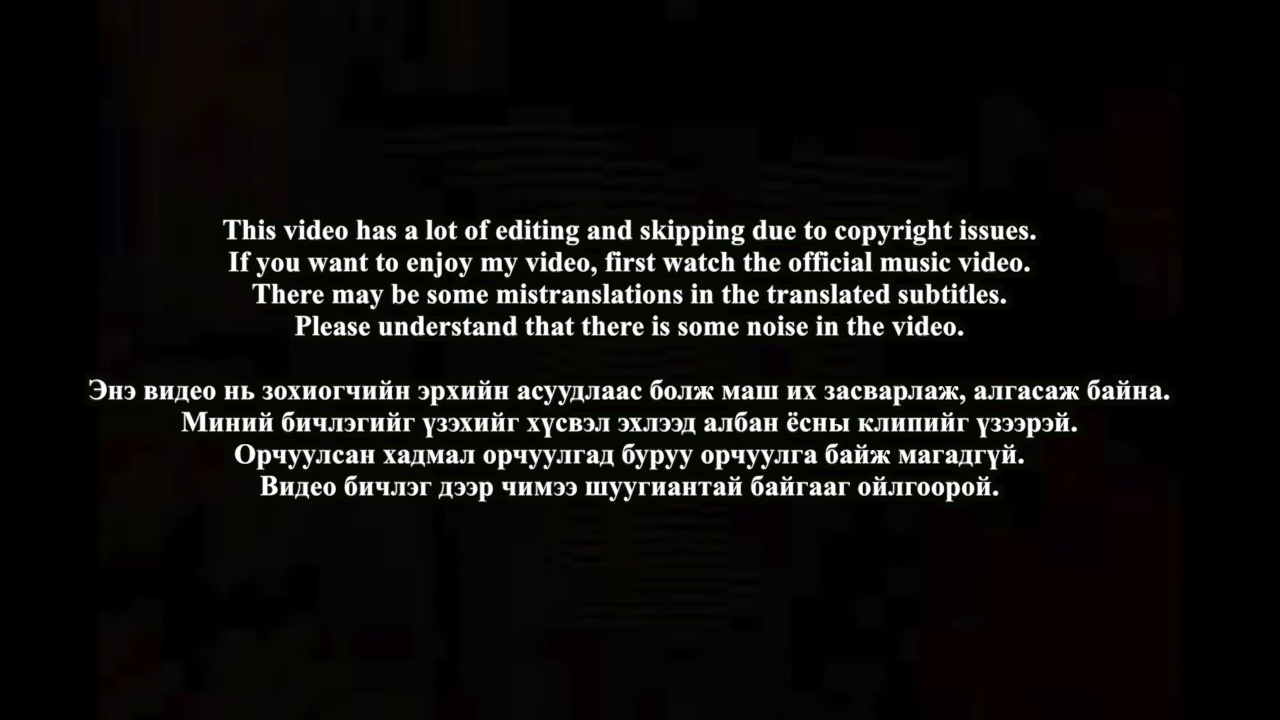 This video has a lot of editing and skipping due to copyright issues.
If you want to enjoy my video, first watch the official music video.
There may be some mistranslations in the translated subtitles.
Please understand that there is some noise in the video.
Энэ видео нь зохиогчийн эрхийн асуудлаас болж маш их засварлаж, алгасаж байна.
Миний бичлэгийг үзэхийг хүсвэл эхлээд албан ёсны клипийг үзээрэй.
Орчуулсан хадмал орчуулгад буруу орчуулга байж магадгүй.
Видео бичлэг дээр чимээ шуугиантай байгааг ойлгоорой.